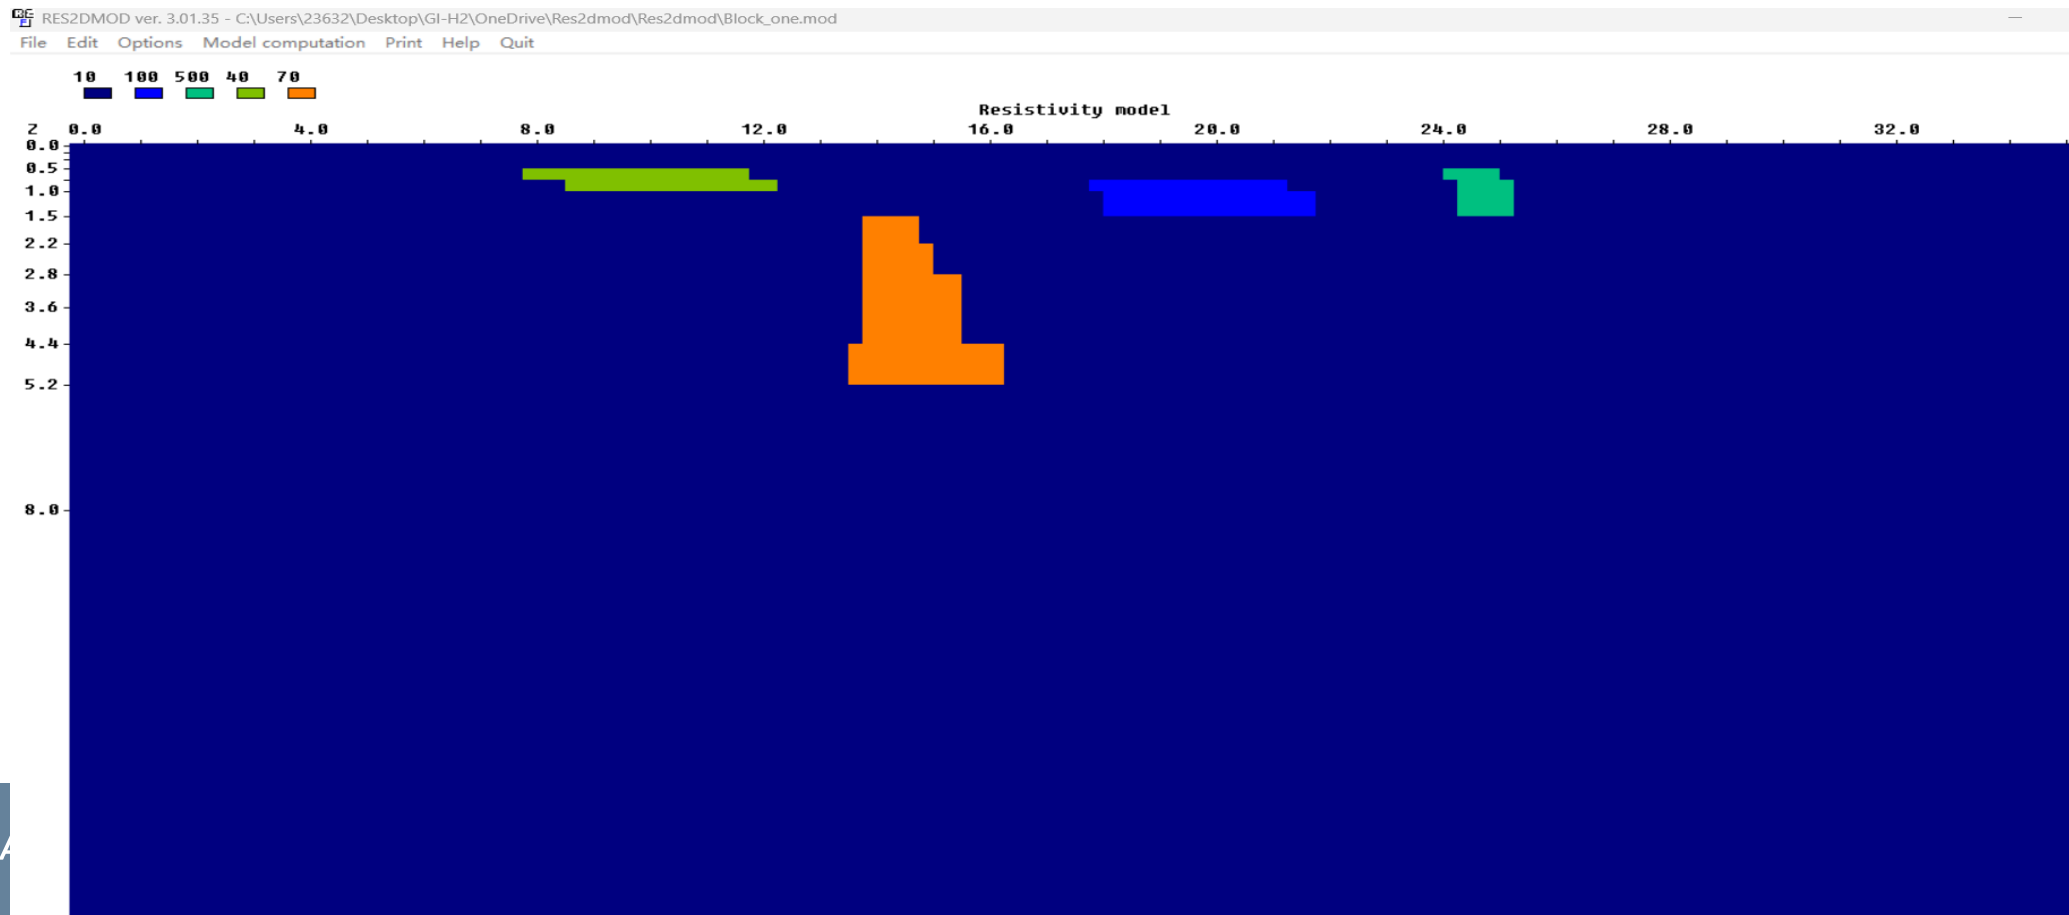 RES2DMOD ver. 3.01.35 - C:\Users\23632\Desktop\GI-H2\OneDrive\Res2dmod\Res2dmod\Block_one.mod
File Edit Options Model computation Print Help Quit
10 100 500 40 70
Resistivity model
Z 0.0 4.0 8.0 12.0 16.0 20.0 24.0 28.0 32.0
0.0
0.5
1.0
1.5
2.2
2.8
3.6
4.4
5.2
8.0